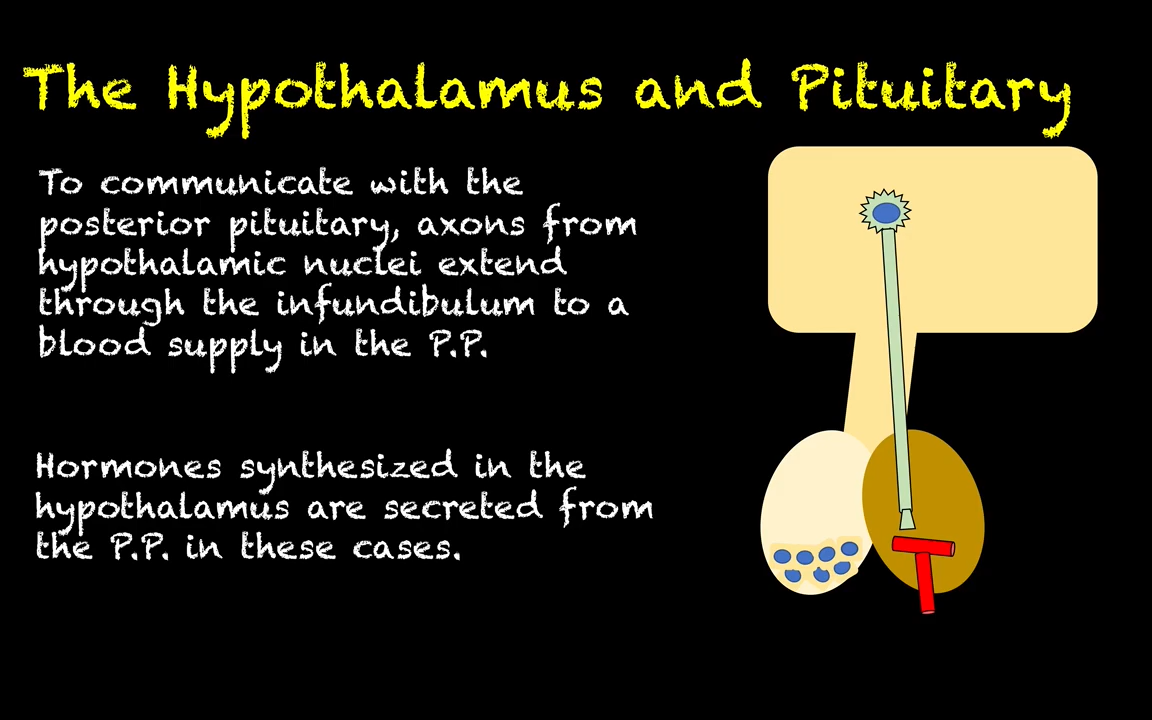 The Hypothalamus and Pituitary
To communicate with the
posterior pituitary, axons from
hypothalamic nuclei extend
through the infundibulum to a
blood supply in the P.P.
Hormones synthesized in the
hypothalamus are secreted from
the P.P. in these cases.